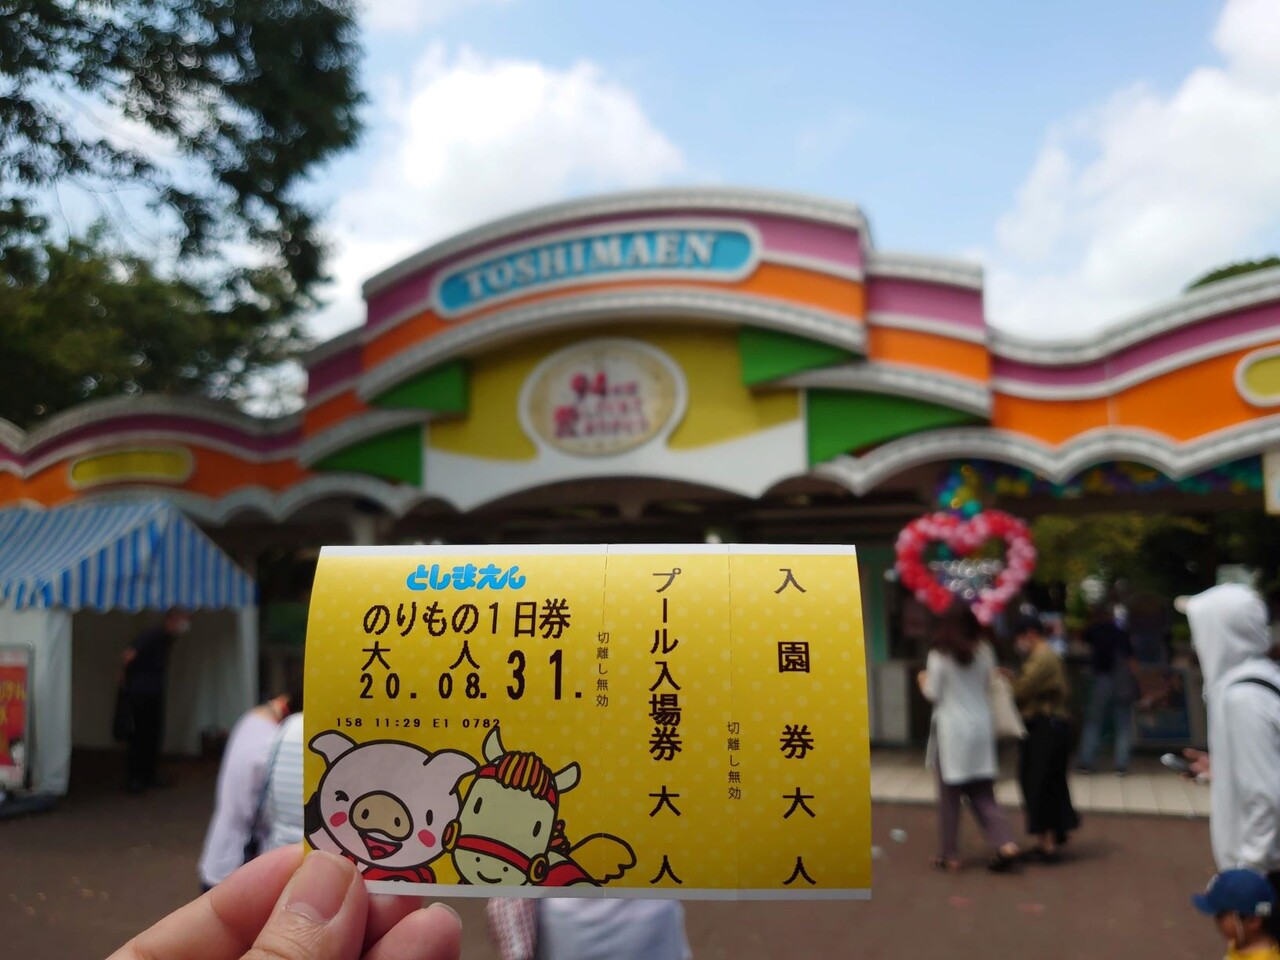 TOSHIMAEN
94
としまえん
のりもの1日券
大人
20.08.31.
158 11:29 E1 0782
切離し無効
プール入場券 大人
切離し無効
入園券 大人